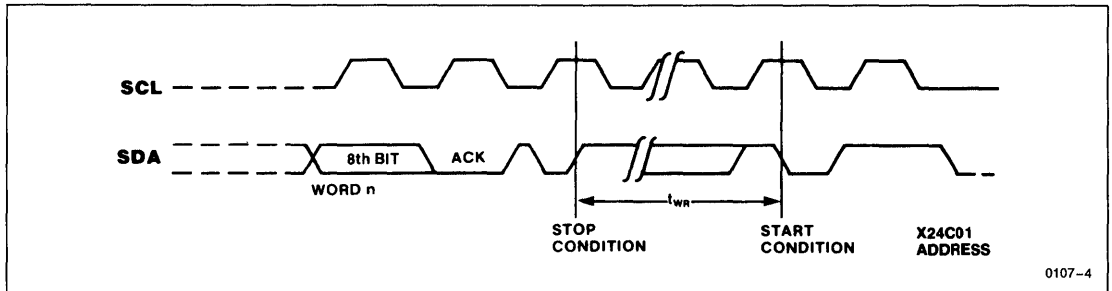 SCL
SDA
8th BIT
ACK
WORD n
tWR
STOP
CONDITION
START
CONDITION
X24C01
ADDRESS
0107-4